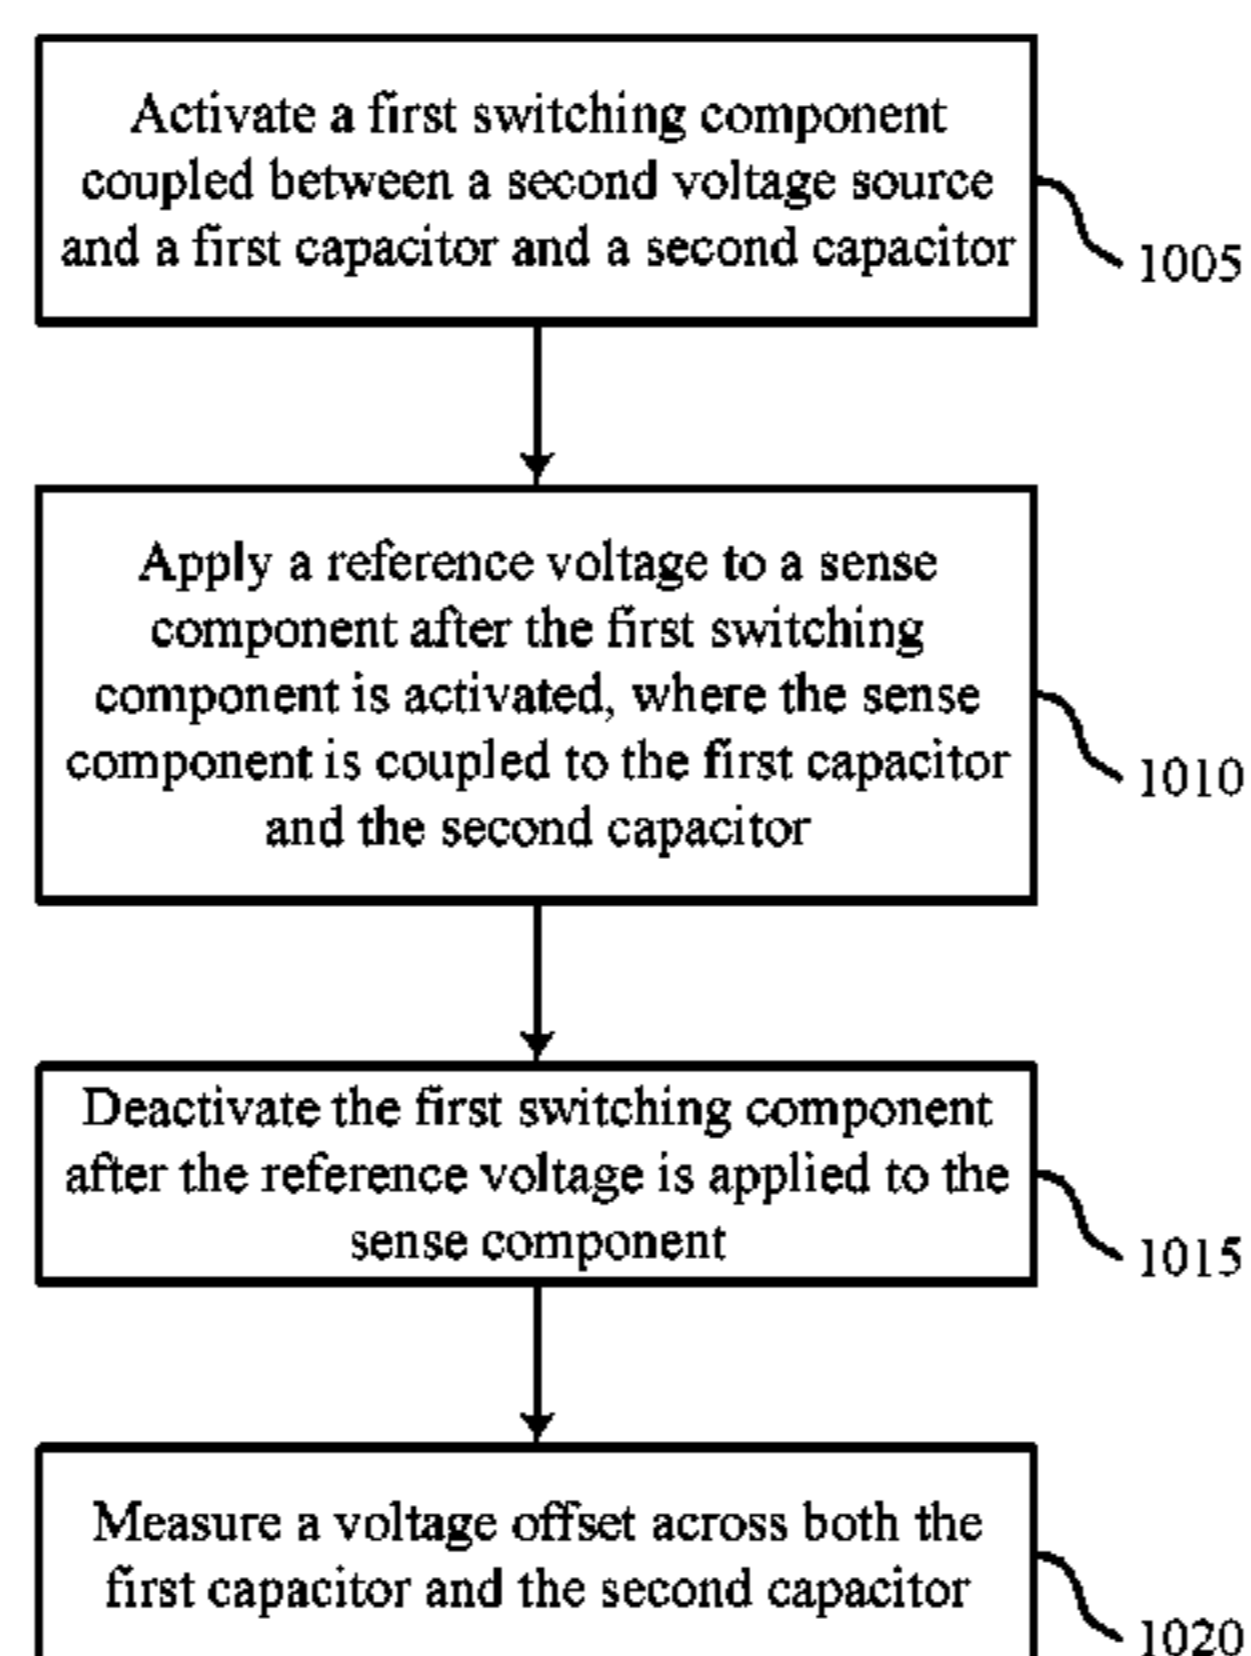 Activate a first switching component
coupled between a second voltage source
and a first capacitor and a second capacitor
1005
Apply a reference voltage to a sense
component after the first switching
component is activated, where the sense
component is coupled to the first capacitor
and the second capacitor
1010
Deactivate the first switching component
after the reference voltage is applied to the
sense component
1015
Measure a voltage offset across both the
first capacitor and the second capacitor
1020